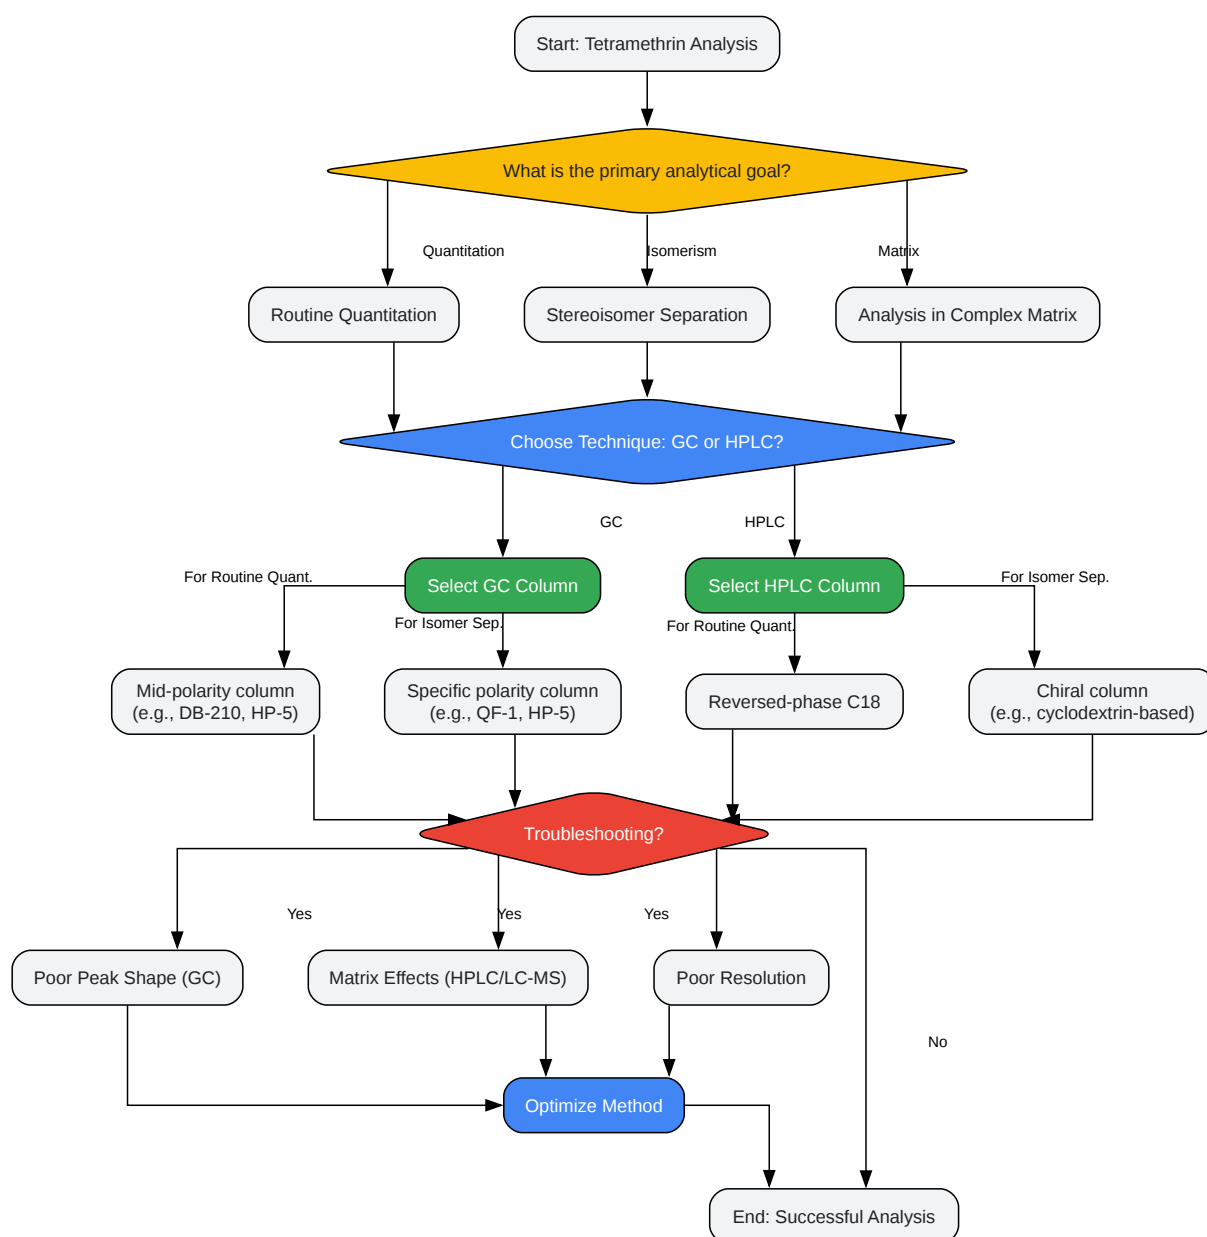 Start: Tetramethrin Analysis
What is the primary analytical goal?
Quantitation
Isomerism
Matrix
Routine Quantitation
Stereoisomer Separation
Analysis in Complex Matrix
Choose Technique: GC or HPLC?
GC
HPLC
For Routine Quant.
Select GC Column
Select HPLC Column
For Isomer Sep.
For Isomer Sep.
For Routine Quant.
Mid-polarity column
(e.g., DB-210, HP-5)
Specific polarity column
(e.g., QF-1, HP-5)
Reversed-phase C18
Chiral column
(e.g., cyclodextrin-based)
Troubleshooting?
Yes
Yes
Yes
Poor Peak Shape (GC)
Matrix Effects (HPLC/LC-MS)
Poor Resolution
No
Optimize Method
End: Successful Analysis